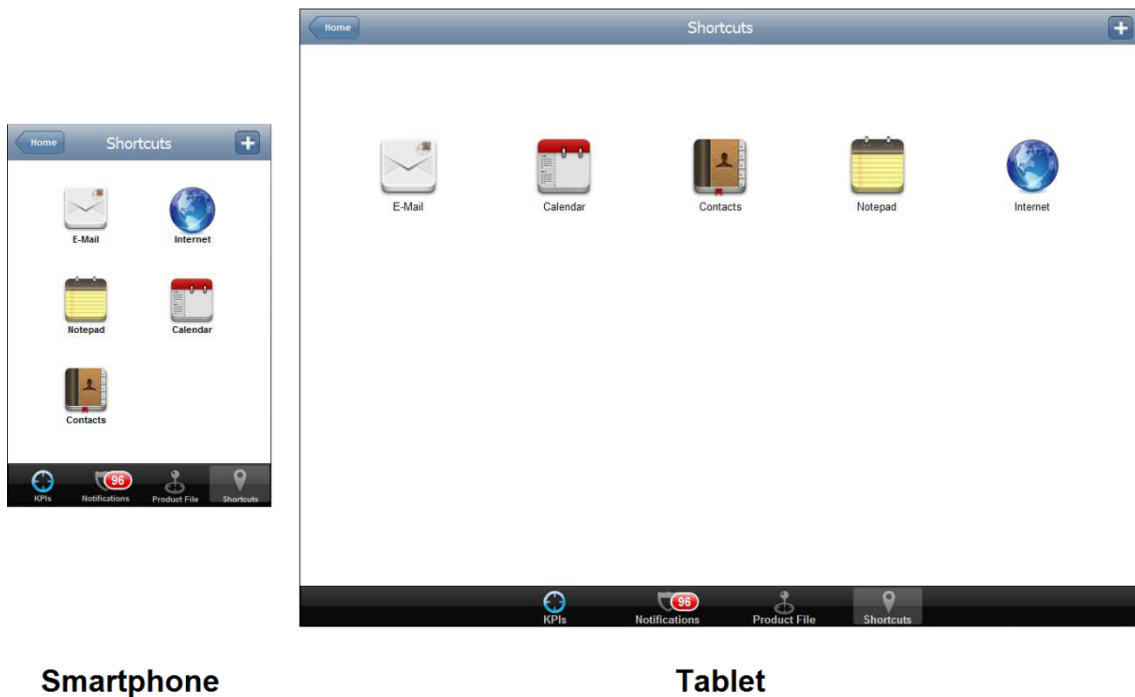 Home Shortcuts +
E-Mail Internet
Notepad Calendar
Contacts
96
KPIs Notifications Product File Shortcuts
Smartphone
Home Shortcuts +
E-Mail Calendar Contacts Notepad Internet
96
KPIs Notifications Product File Shortcuts
Tablet